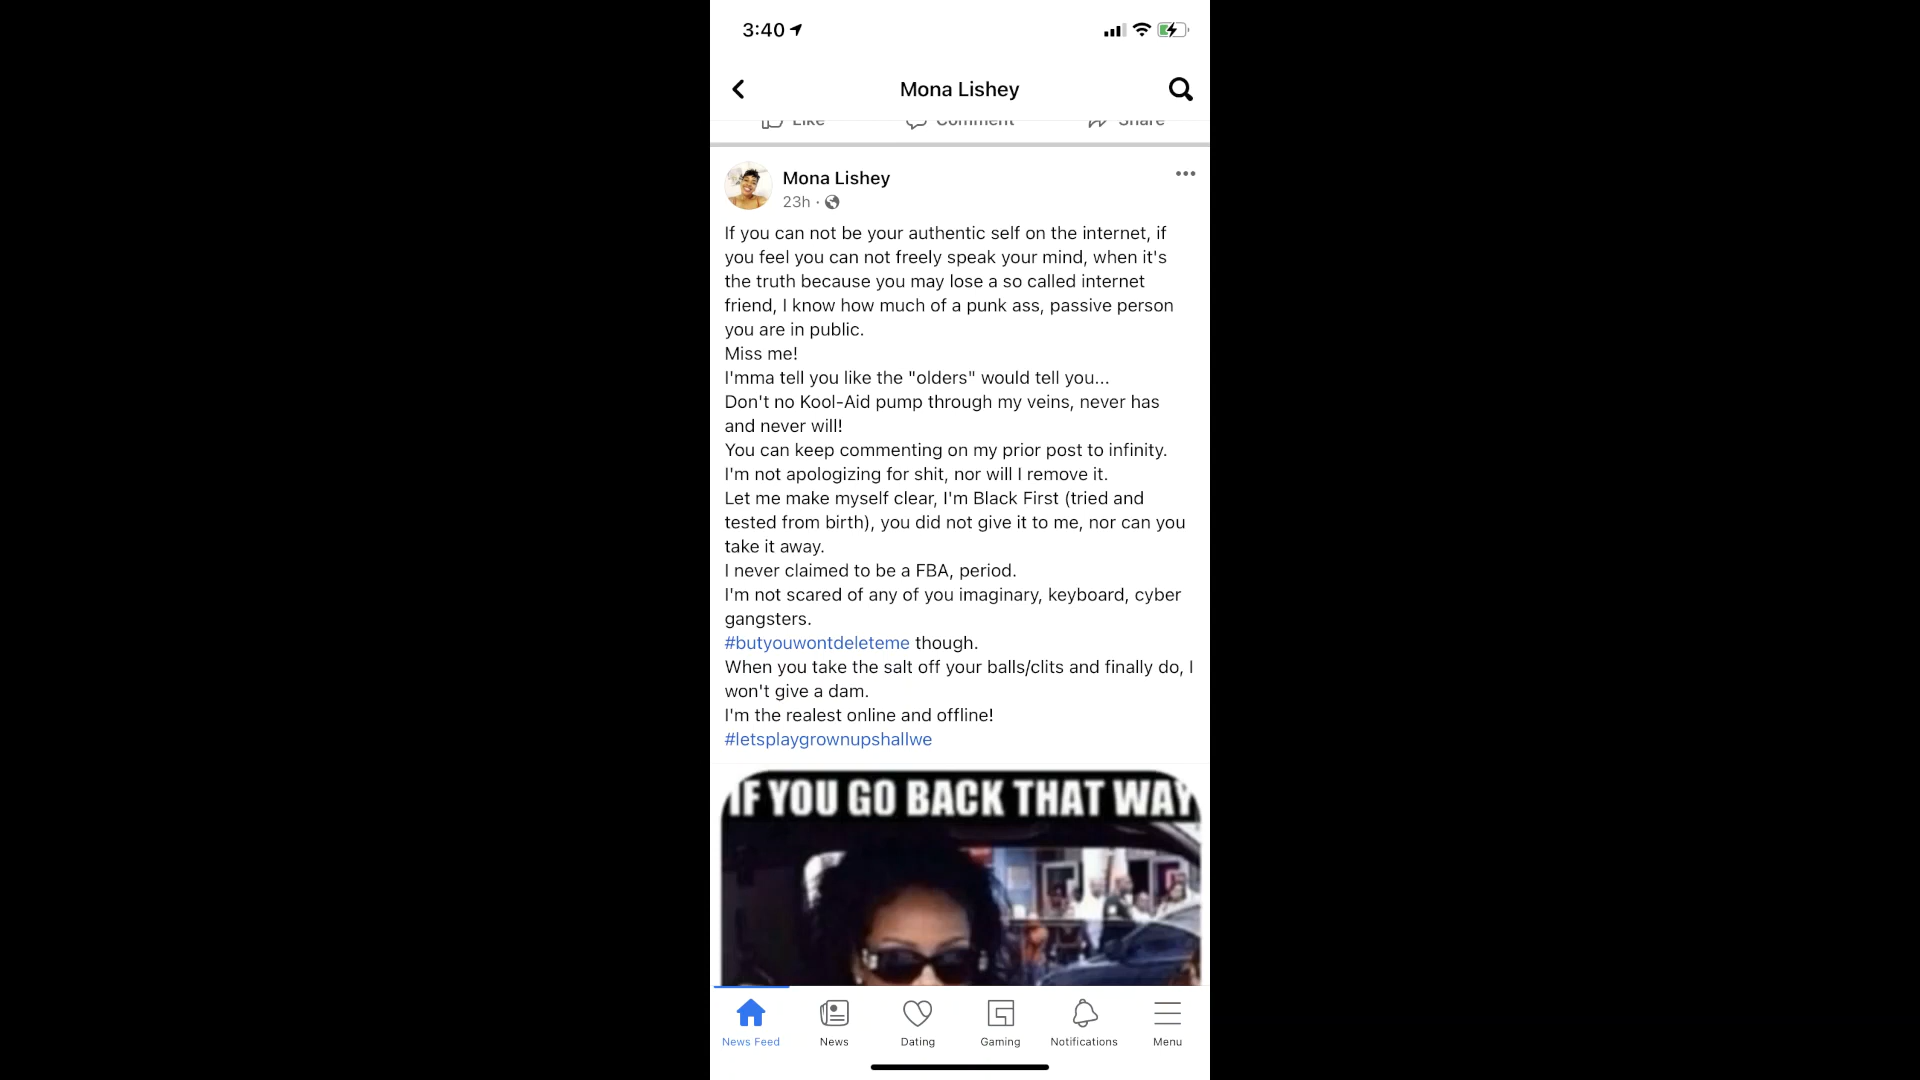 3:40
Mona Lishey
Like Comment Share
Mona Lishey
23h ·
If you can not be your authentic self on the internet, if
you feel you can not freely speak your mind, when it's
the truth because you may lose a so called internet
friend, I know how much of a punk ass, passive person
you are in public.
Miss me!
I'mma tell you like the "olders" would tell you...
Don't no Kool-Aid pump through my veins, never has
and never will!
You can keep commenting on my prior post to infinity.
I'm not apologizing for shit, nor will I remove it.
Let me make myself clear, I'm Black First (tried and
tested from birth), you did not give it to me, nor can you
take it away.
I never claimed to be a FBA, period.
I'm not scared of any of you imaginary, keyboard, cyber
gangsters.
#butyouwontdeleteme though.
When you take the salt off your balls/clits and finally do, I
won't give a dam.
I'm the realest online and offline!
#letsplaygrownupshallwe
IF YOU GO BACK THAT WAY
News Feed News Dating Gaming Notifications Menu